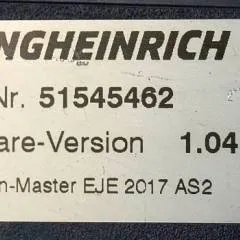 NGHEINRICH
Nr. 51545462
are-Version 1.04
n-Master EJE 2017 AS2